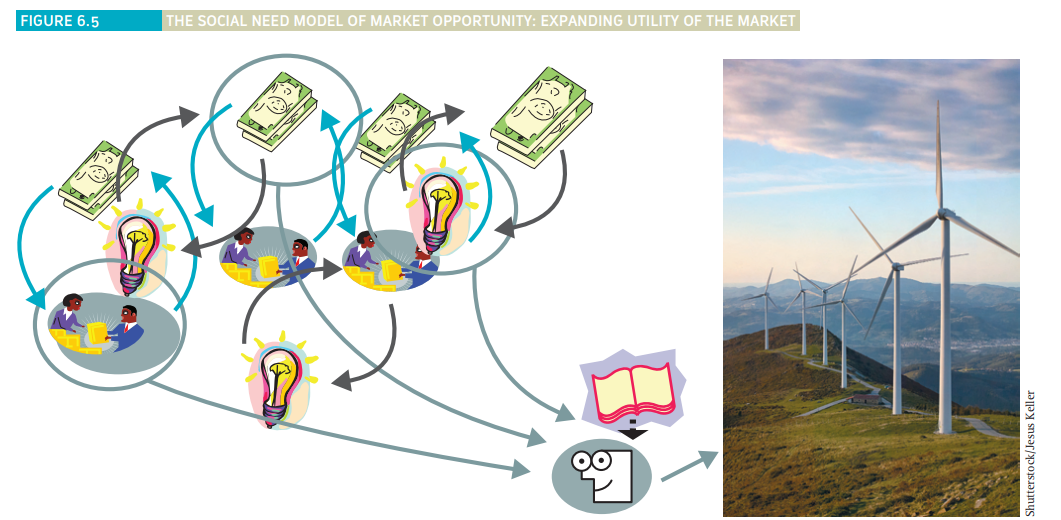 FIGURE 6.5 THE SOCIAL NEED MODEL OF MARKET OPPORTUNITY: EXPANDING UTILITY OF THE MARKET
Shutterstock/Jesus Keller